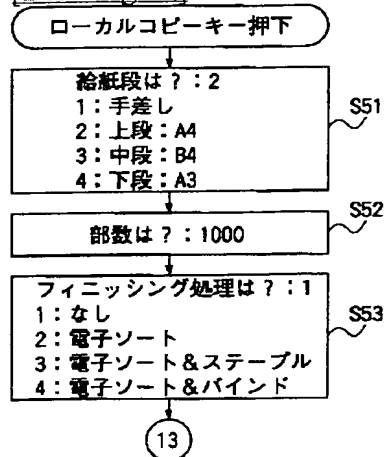 ローカルコピーキー押下
給紙段は?:2
1:手差し
2:上段:A4
3:中段:B4
4:下段:A3
S51
部数は?:1000
S52
フィニッシング処理は?:1
1:なし
2:電子ソート
3:電子ソート&ステープル
4:電子ソート&バインド
S53
13